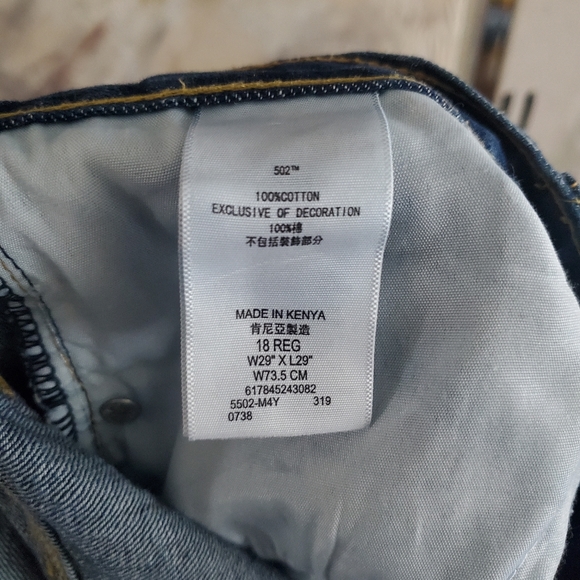 502™
100%COTTON
EXCLUSIVE OF DECORATION
100%棉
不包括裝飾部分
MADE IN KENYA
肯尼亞製造
18 REG
W29" X L29"
W73.5 CM
617845243082
5502-M4Y 319
0738